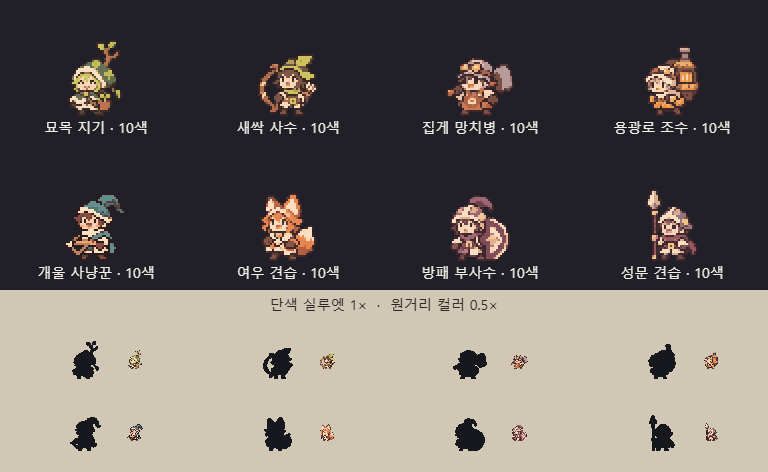 묘목 지기 · 10색
새싹 사수 · 10색
집게 망치병 · 10색
용광로 조수 · 10색
개울 사냥꾼 · 10색
여우 견습 · 10색
방패 부사수 · 10색
성문 견습 · 10색
단색 실루엣 1× · 원거리 컬러 0.5×